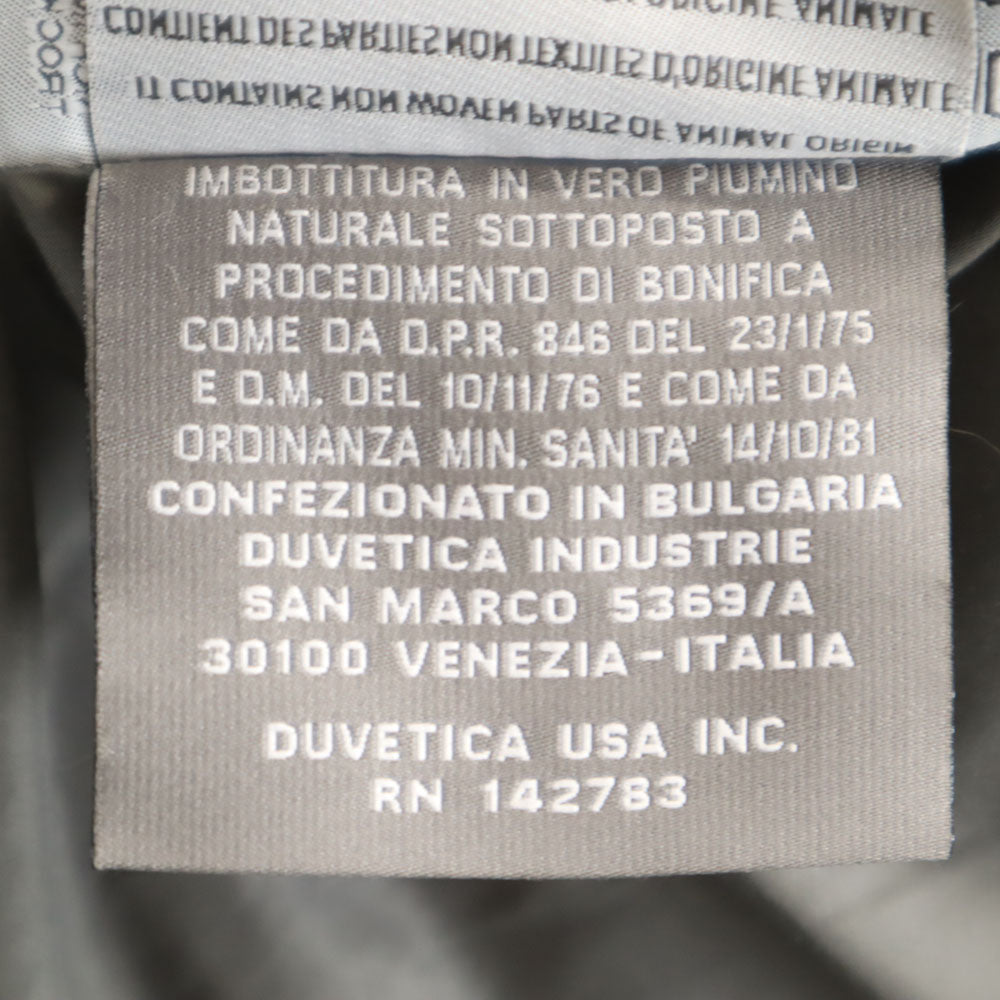 ORIGINE ANIMALE
CONTIENT DES PARTIES NON TEXTILES D'ORIGINE ANIMALE
IT CONTAINS NON WOVEN PARTS OF ANIMAL ORIGIN
IMBOTTITURA IN VERO PIUMINO
NATURALE SOTTOPOSTO A
PROCEDIMENTO DI BONIFICA
COME DA D.P.R. 846 DEL 23/1/75
E D.M. DEL 10/11/76 E COME DA
ORDINANZA MIN. SANITA' 14/10/81
CONFEZIONATO IN BULGARIA
DUVETICA INDUSTRIE
SAN MARCO 5369/A
30100 VENEZIA-ITALIA
DUVETICA USA INC.
RN 142783